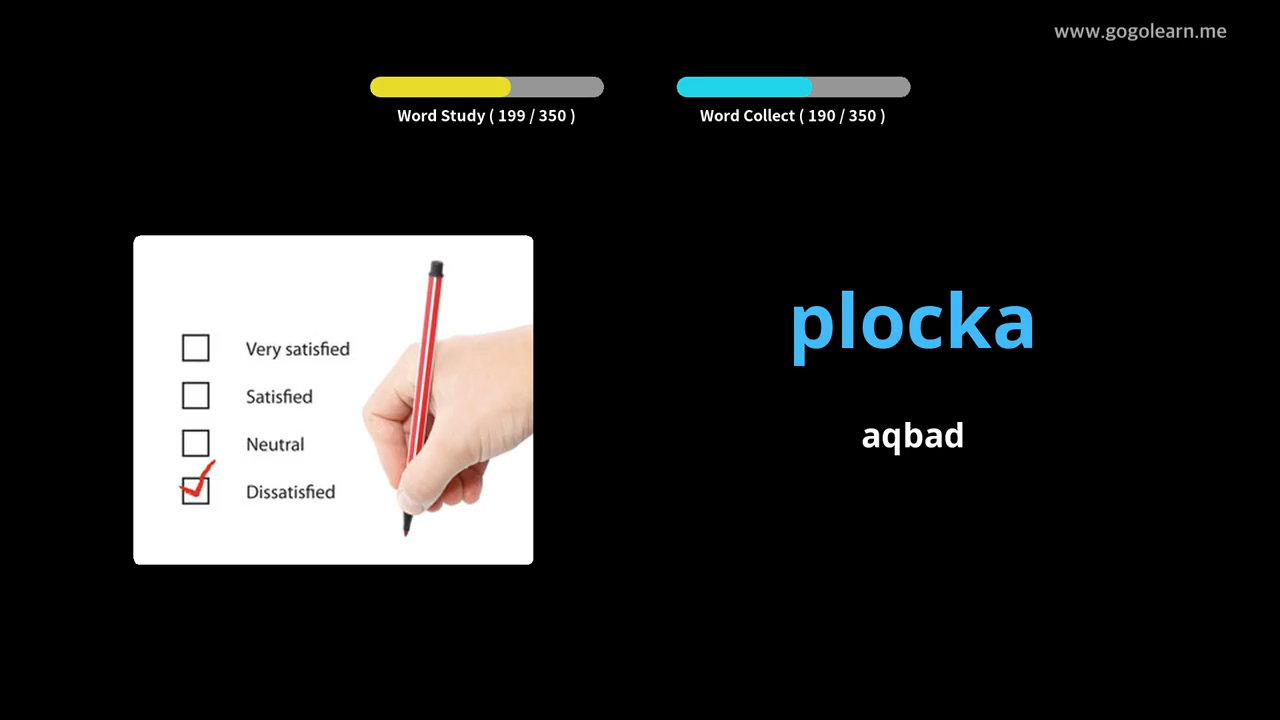 www.gogolearn.me
Word Study ( 199 / 350 )
Word Collect ( 190 / 350 )
Very satisfied
Satisfied
Neutral
Dissatisfied
plocka
aqbad